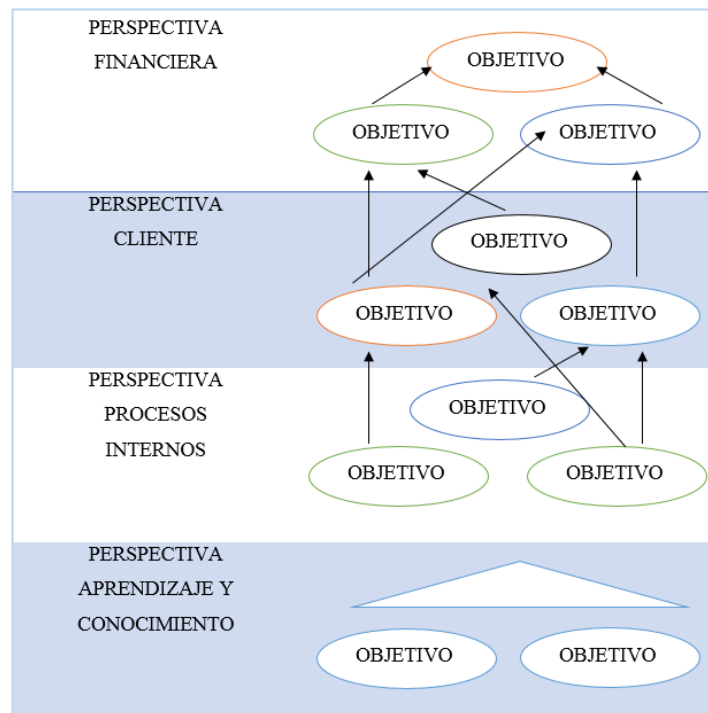 PERSPECTIVA
FINANCIERA
OBJETIVO
OBJETIVO
OBJETIVO
PERSPECTIVA
CLIENTE
OBJETIVO
OBJETIVO
OBJETIVO
PERSPECTIVA
PROCESOS
INTERNOS
OBJETIVO
OBJETIVO
OBJETIVO
PERSPECTIVA
APRENDIZAJE Y
CONOCIMIENTO
OBJETIVO
OBJETIVO